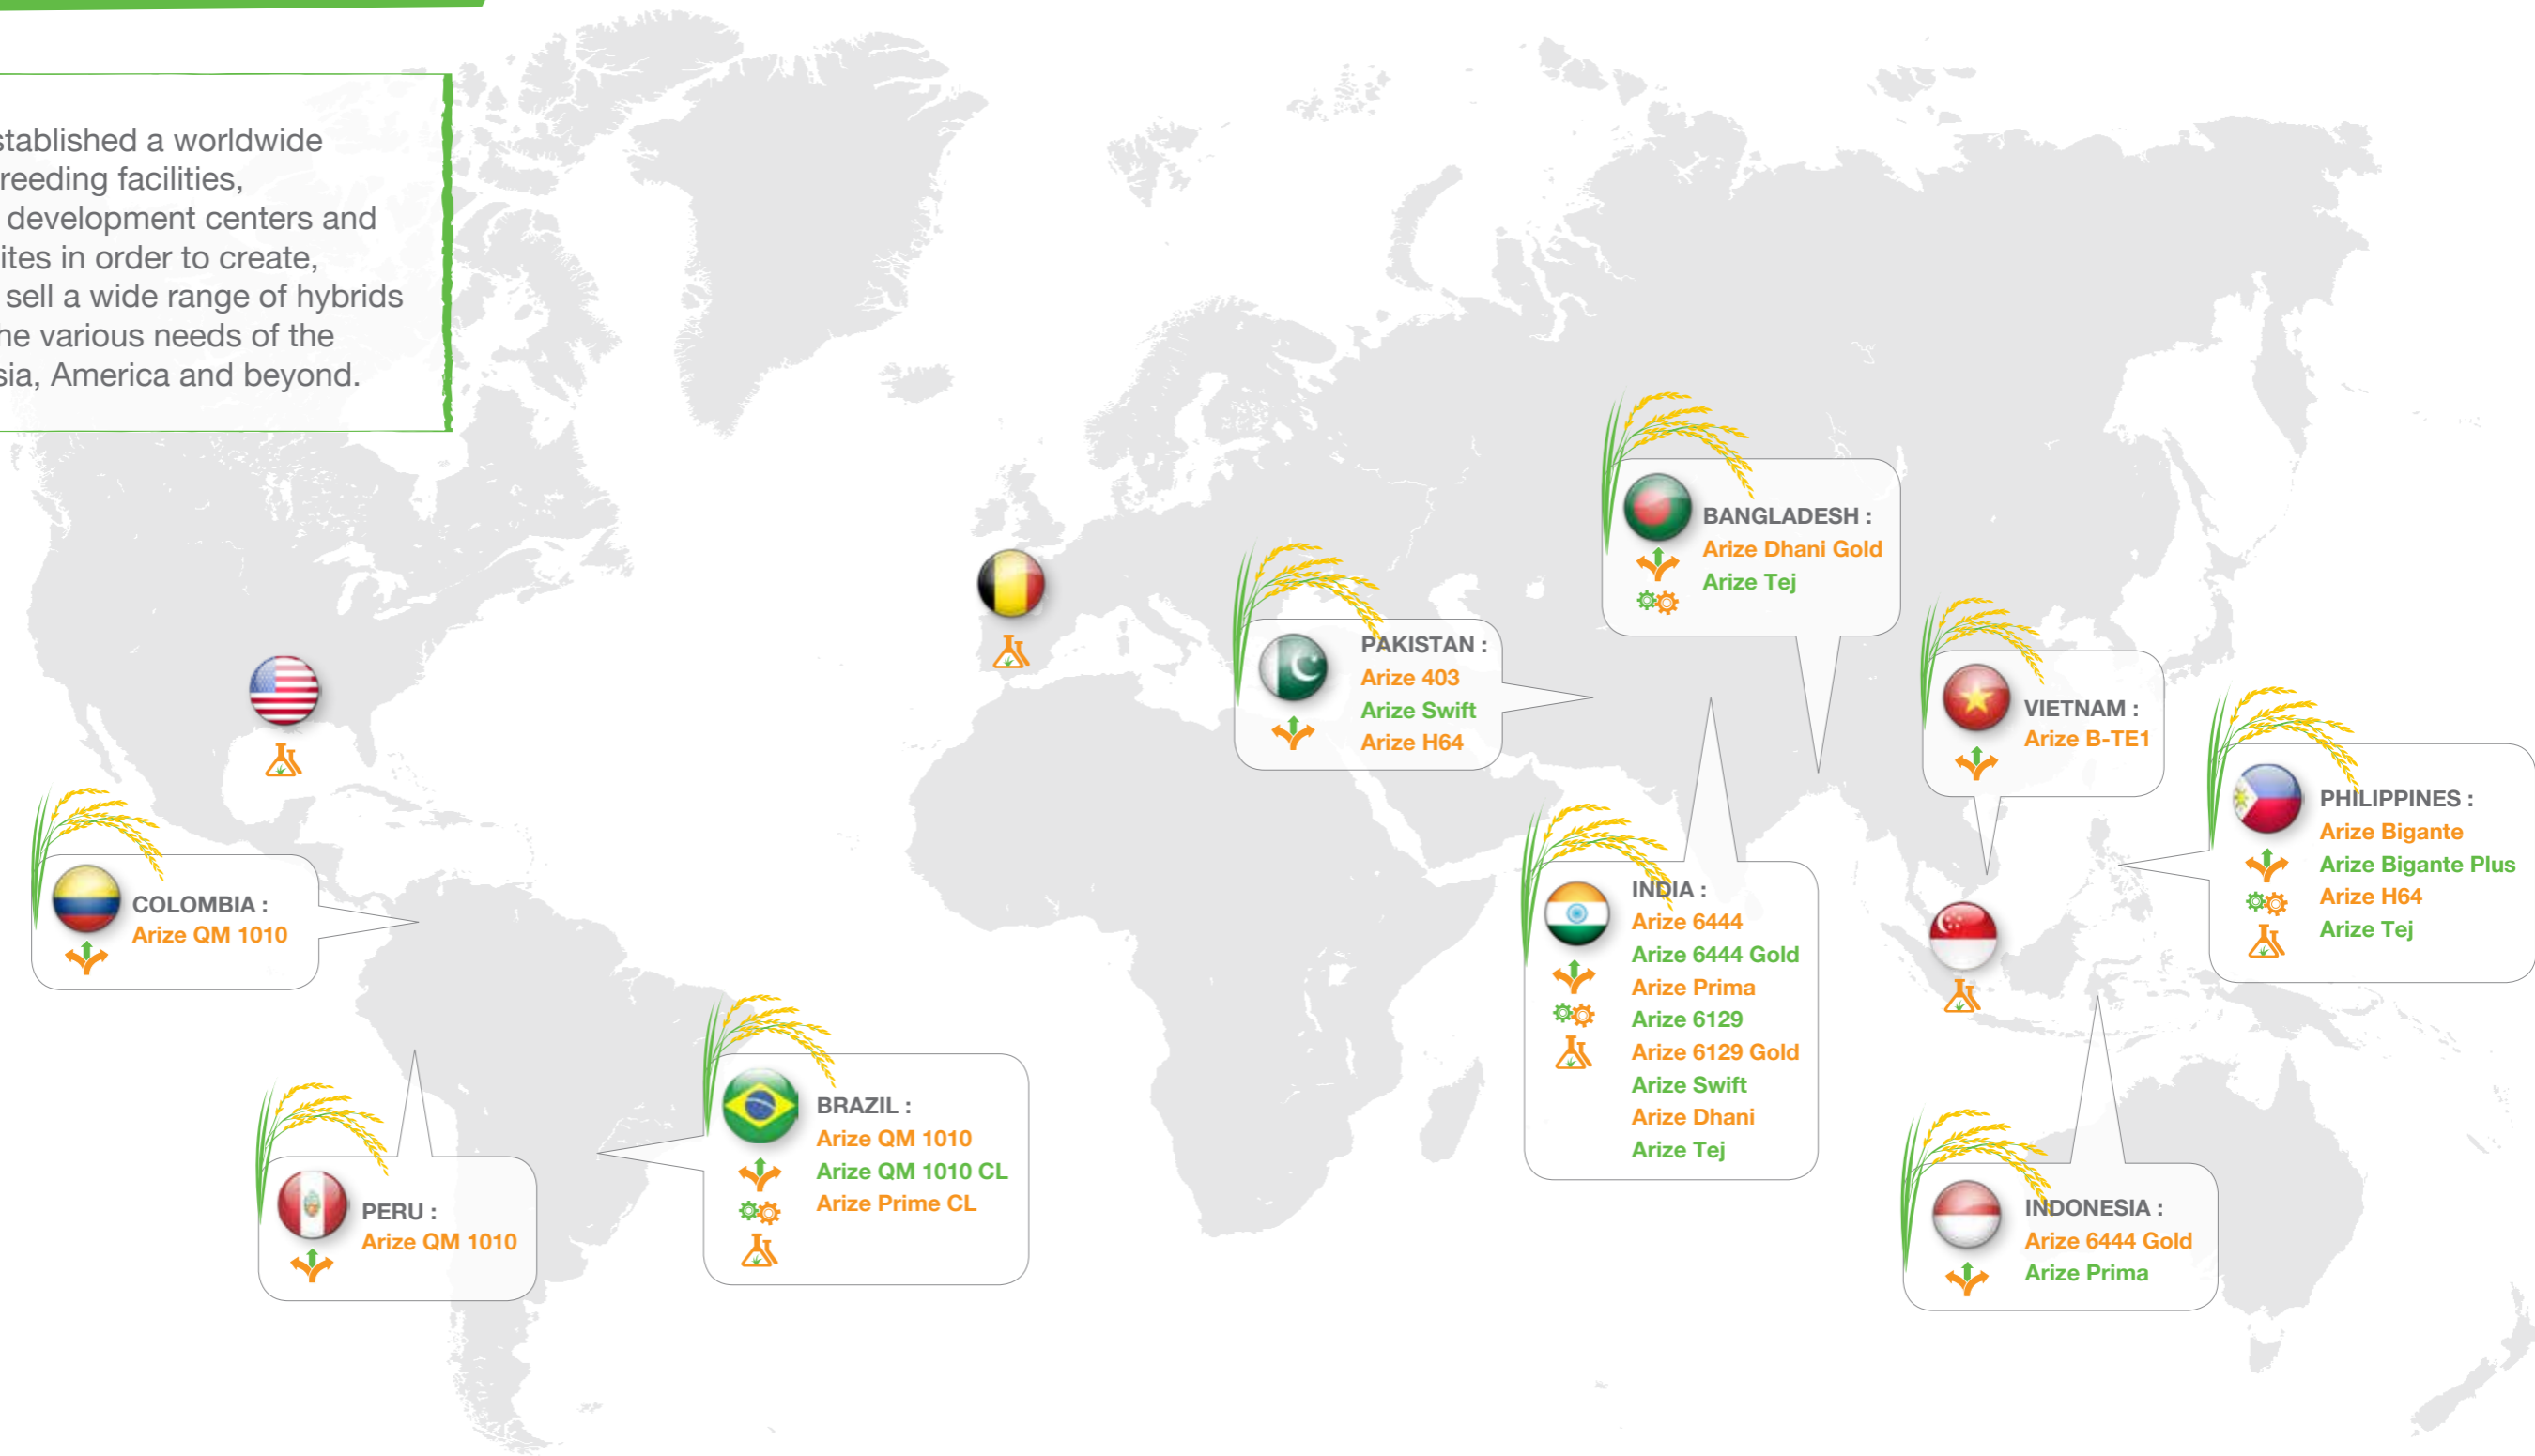 stablished a worldwide
reeding facilities,
development centers and
ites in order to create,
sell a wide range of hybrids
he various needs of the
sia, America and beyond.
BANGLADESH :
Arize Dhani Gold
Arize Tej
PAKISTAN :
Arize 403
Arize Swift
Arize H64
VIETNAM :
Arize B-TE1
PHILIPPINES :
Arize Bigante
Arize Bigante Plus
Arize H64
Arize Tej
COLOMBIA :
Arize QM 1010
INDIA :
Arize 6444
Arize 6444 Gold
Arize Prima
Arize 6129
Arize 6129 Gold
Arize Swift
Arize Dhani
Arize Tej
BRAZIL :
Arize QM 1010
Arize QM 1010 CL
Arize Prime CL
PERU :
Arize QM 1010
INDONESIA :
Arize 6444 Gold
Arize Prima